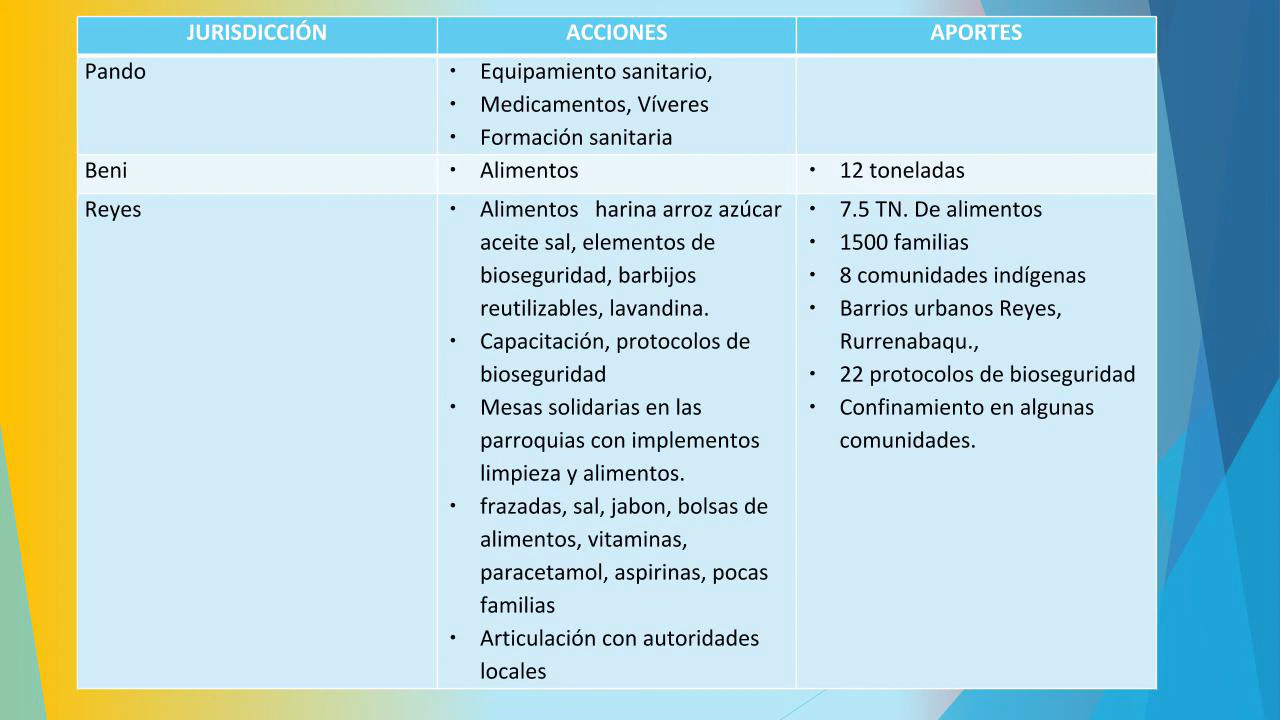 JURISDICCIÓN ACCIONES APORTES
Pando
• Equipamiento sanitario,
• Medicamentos, Víveres
• Formación sanitaria
Beni
• Alimentos
• 12 toneladas
Reyes
• Alimentos harina arroz azúcar
aceite sal, elementos de
bioseguridad, barbijos
reutilizables, lavandina.
• Capacitación, protocolos de
bioseguridad
• Mesas solidarias en las
parroquias con implementos
limpieza y alimentos.
• frazadas, sal, jabon, bolsas de
alimentos, vitaminas,
paracetamol, aspirinas, pocas
familias
• Articulación con autoridades
locales
• 7.5 TN. De alimentos
• 1500 familias
• 8 comunidades indígenas
• Barrios urbanos Reyes,
Rurrenabaqu.,
• 22 protocolos de bioseguridad
• Confinamiento en algunas
comunidades.